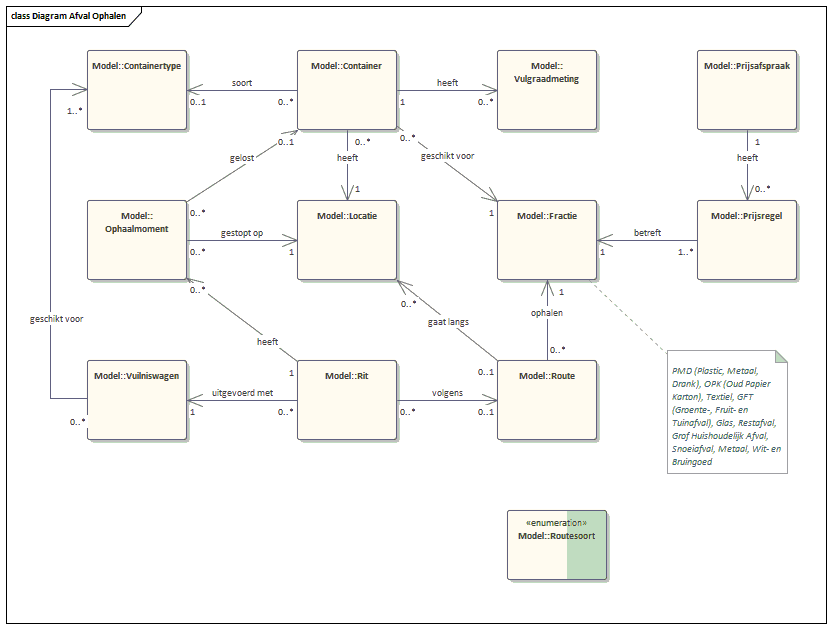 class Diagram Afval Ophalen
Model::Containertype
Model::Container
Model::
Vulgraadmeting
Model::Prijsafspraak
soort
0..1
0..*
heeft
1
0..*
1..*
gelost
0..1
0..*
heeft
0..*
1
geschikt voor
0..*
1
1
heeft
0..*
Model::
Ophaalmoment
Model::Locatie
Model::Fractie
Model::Prijsregel
0..*
gestopt op
0..*
1
betreft
1
1..*
geschikt voor
0..*
heeft
1
0..*
gaat langs
0..1
1
ophalen
0..*
Model::Vuilniswagen
Model::Rit
Model::Route
uitgevoerd met
1
0..*
volgens
0..*
0..1
0..*
PMD (Plastic, Metaal,
Drank), OPK (Oud Papier
Karton), Textiel, GFT
(Groente-, Fruit- en
Tuinafval), Glas, Restafval,
Grof Huishoudelijk Afval,
Snoeiafval, Metaal, Wit- en
Bruingoed
«enumeration»
Model::Routesoort